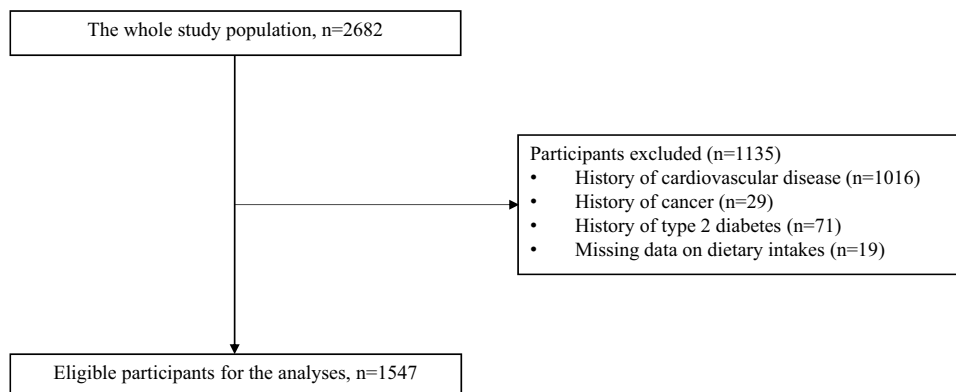 The whole study population, n=2682
Participants excluded (n=1135)
• History of cardiovascular disease (n=1016)
• History of cancer (n=29)
• History of type 2 diabetes (n=71)
• Missing data on dietary intakes (n=19)
Eligible participants for the analyses, n=1547